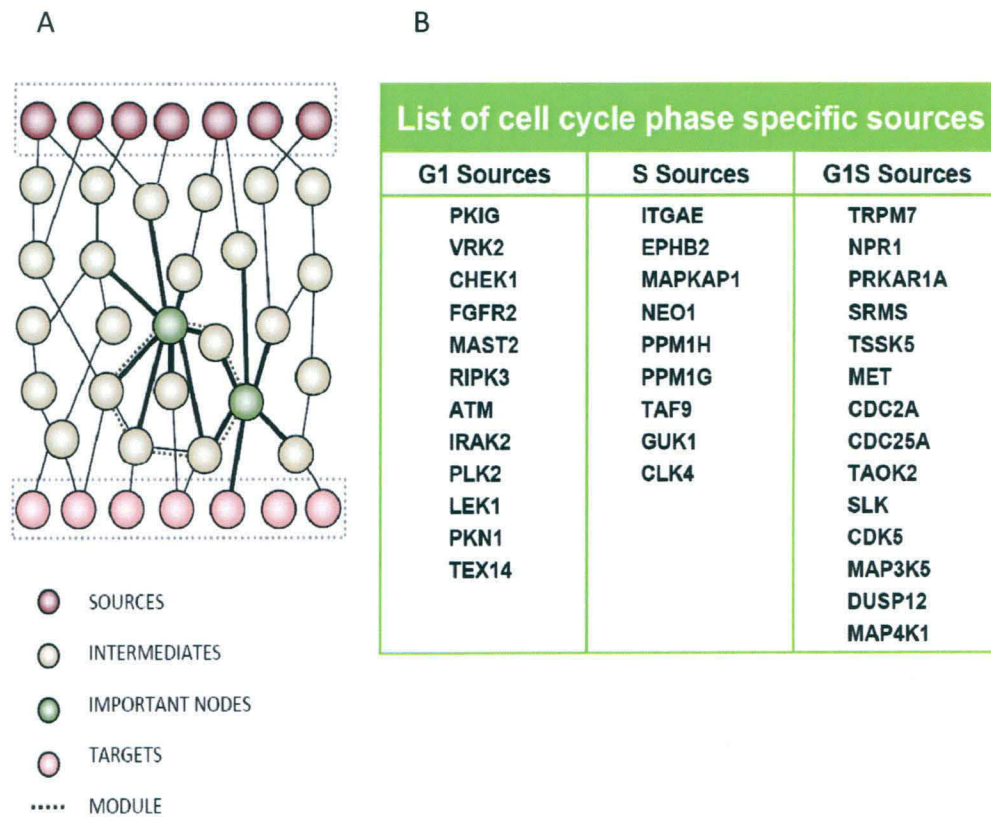 A
B
List of cell cycle phase specific sources
G1 Sources S Sources G1S Sources
PKIG ITGAE TRPM7
VRK2 EPHB2 NPR1
CHEK1 MAPKAP1 PRKAR1A
FGFR2 NEO1 SRMS
MAST2 PPM1H TSSK5
RIPK3 PPM1G MET
ATM TAF9 CDC2A
IRAK2 GUK1 CDC25A
PLK2 CLK4 TAOK2
LEK1 SLK
PKN1 CDK5
TEX14 MAP3K5
DUSP12
MAP4K1
SOURCES
INTERMEDIATES
IMPORTANT NODES
TARGETS
MODULE